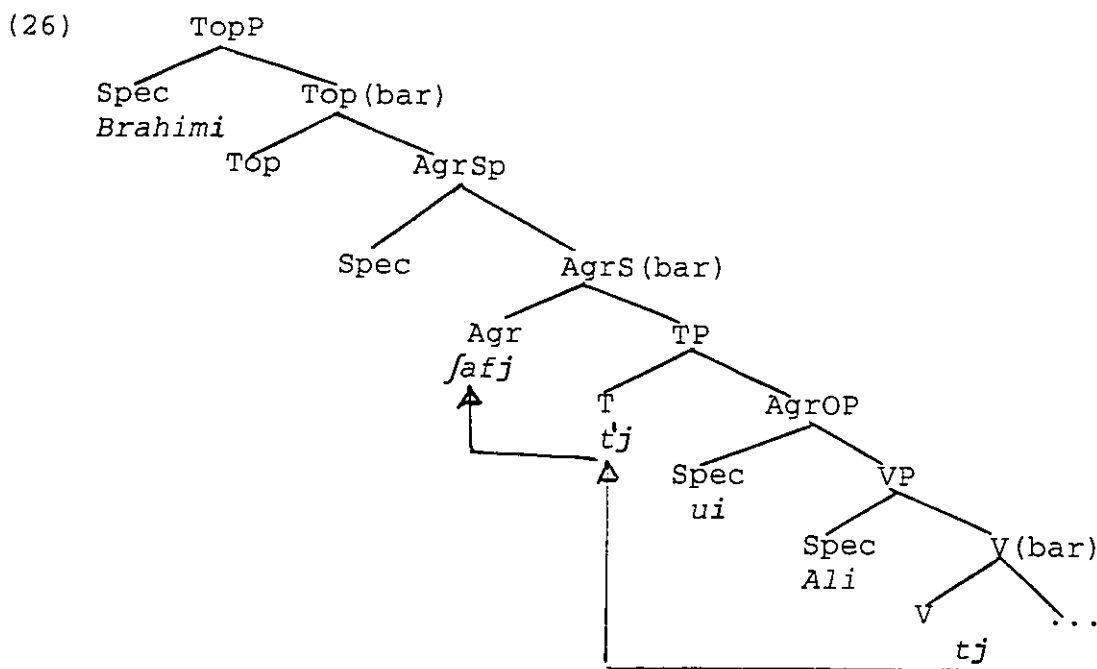 (26) TopP
Spec Top(bar)
Brahimi
Top AgrSp
Spec AgrS(bar)
Agr TP
ʃafj
T AgrOP
t'j
Spec VP
ui
Spec V(bar)
Ali
V ...
tj